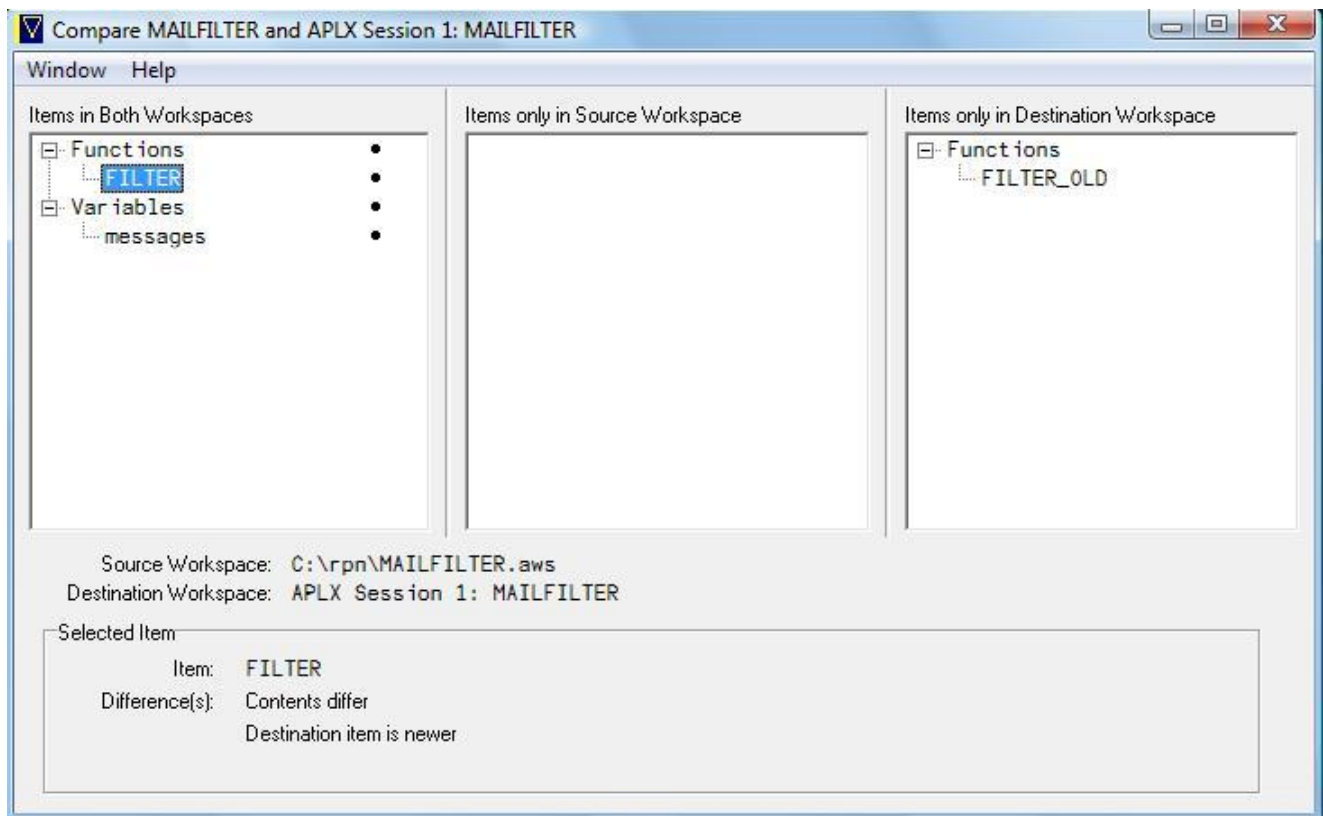 Compare MAILFILTER and APLX Session 1: MAILFILTER
Window Help
Items in Both Workspaces
Functions
FILTER
Variables
messages
Items only in Source Workspace
Items only in Destination Workspace
Functions
FILTER_OLD
Source Workspace: C:\rpn\MAILFILTER.aws
Destination Workspace: APLX Session 1: MAILFILTER
Selected Item
Item: FILTER
Difference(s): Contents differ
Destination item is newer